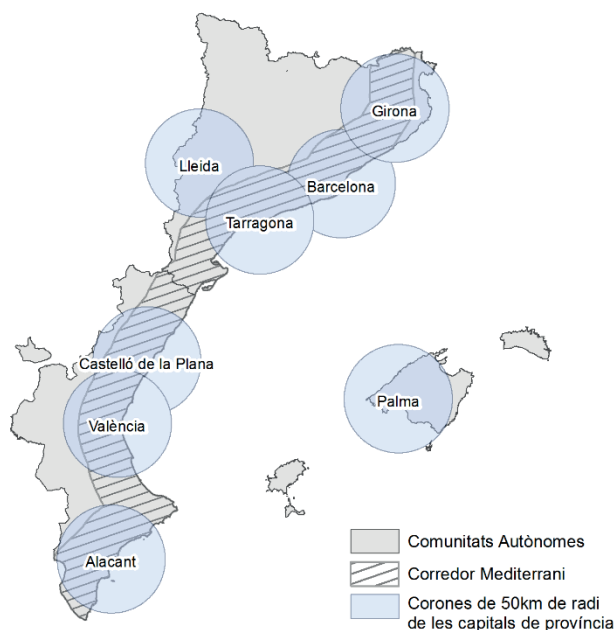 Girona
Lleida
Barcelona
Tarragona
Castelló de la Plana
Palma
València
Alacant
Comunitats Autònomes
Corredor Mediterrani
Corones de 50km de radi
de les capitals de província